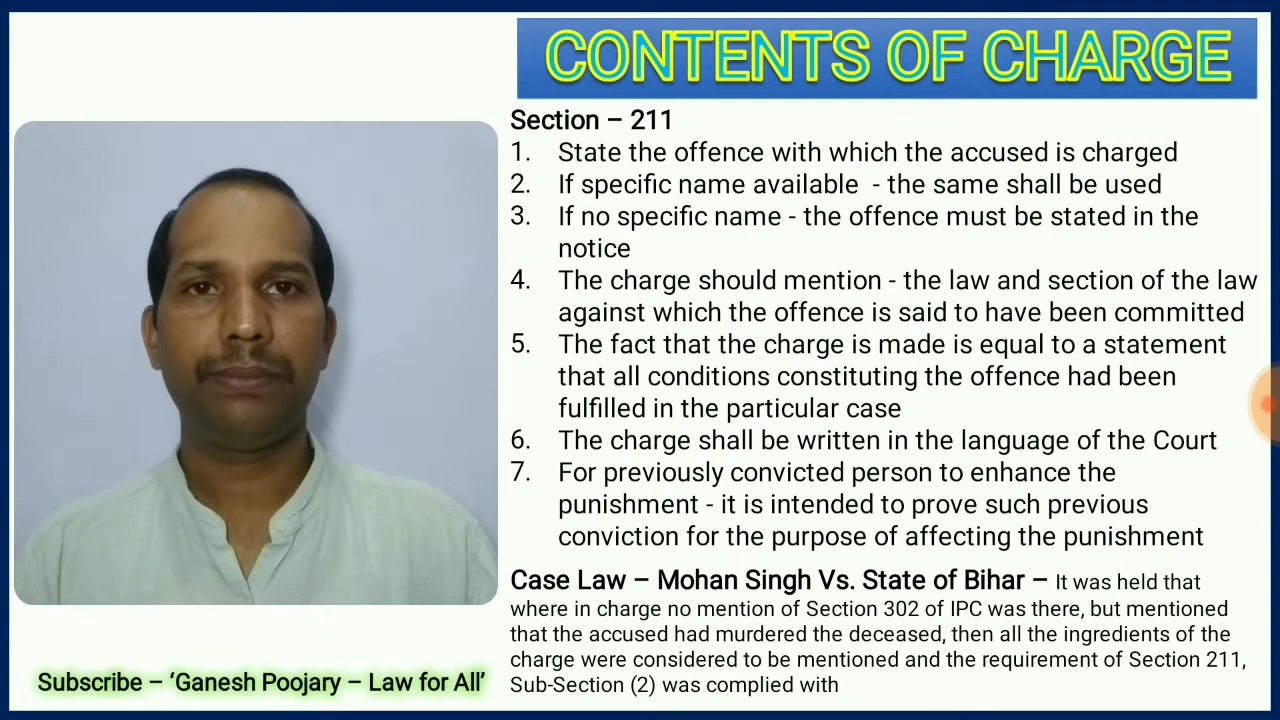 CONTENTS OF CHARGE
Section – 211
1. State the offence with which the accused is charged
2. If specific name available - the same shall be used
3. If no specific name - the offence must be stated in the
notice
4. The charge should mention - the law and section of the law
against which the offence is said to have been committed
5. The fact that the charge is made is equal to a statement
that all conditions constituting the offence had been
fulfilled in the particular case
6. The charge shall be written in the language of the Court
7. For previously convicted person to enhance the
punishment - it is intended to prove such previous
conviction for the purpose of affecting the punishment
Case Law – Mohan Singh Vs. State of Bihar – It was held that
where in charge no mention of Section 302 of IPC was there, but mentioned
that the accused had murdered the deceased, then all the ingredients of the
charge were considered to be mentioned and the requirement of Section 211,
Sub-Section (2) was complied with
Subscribe – ‘Ganesh Poojary – Law for All’